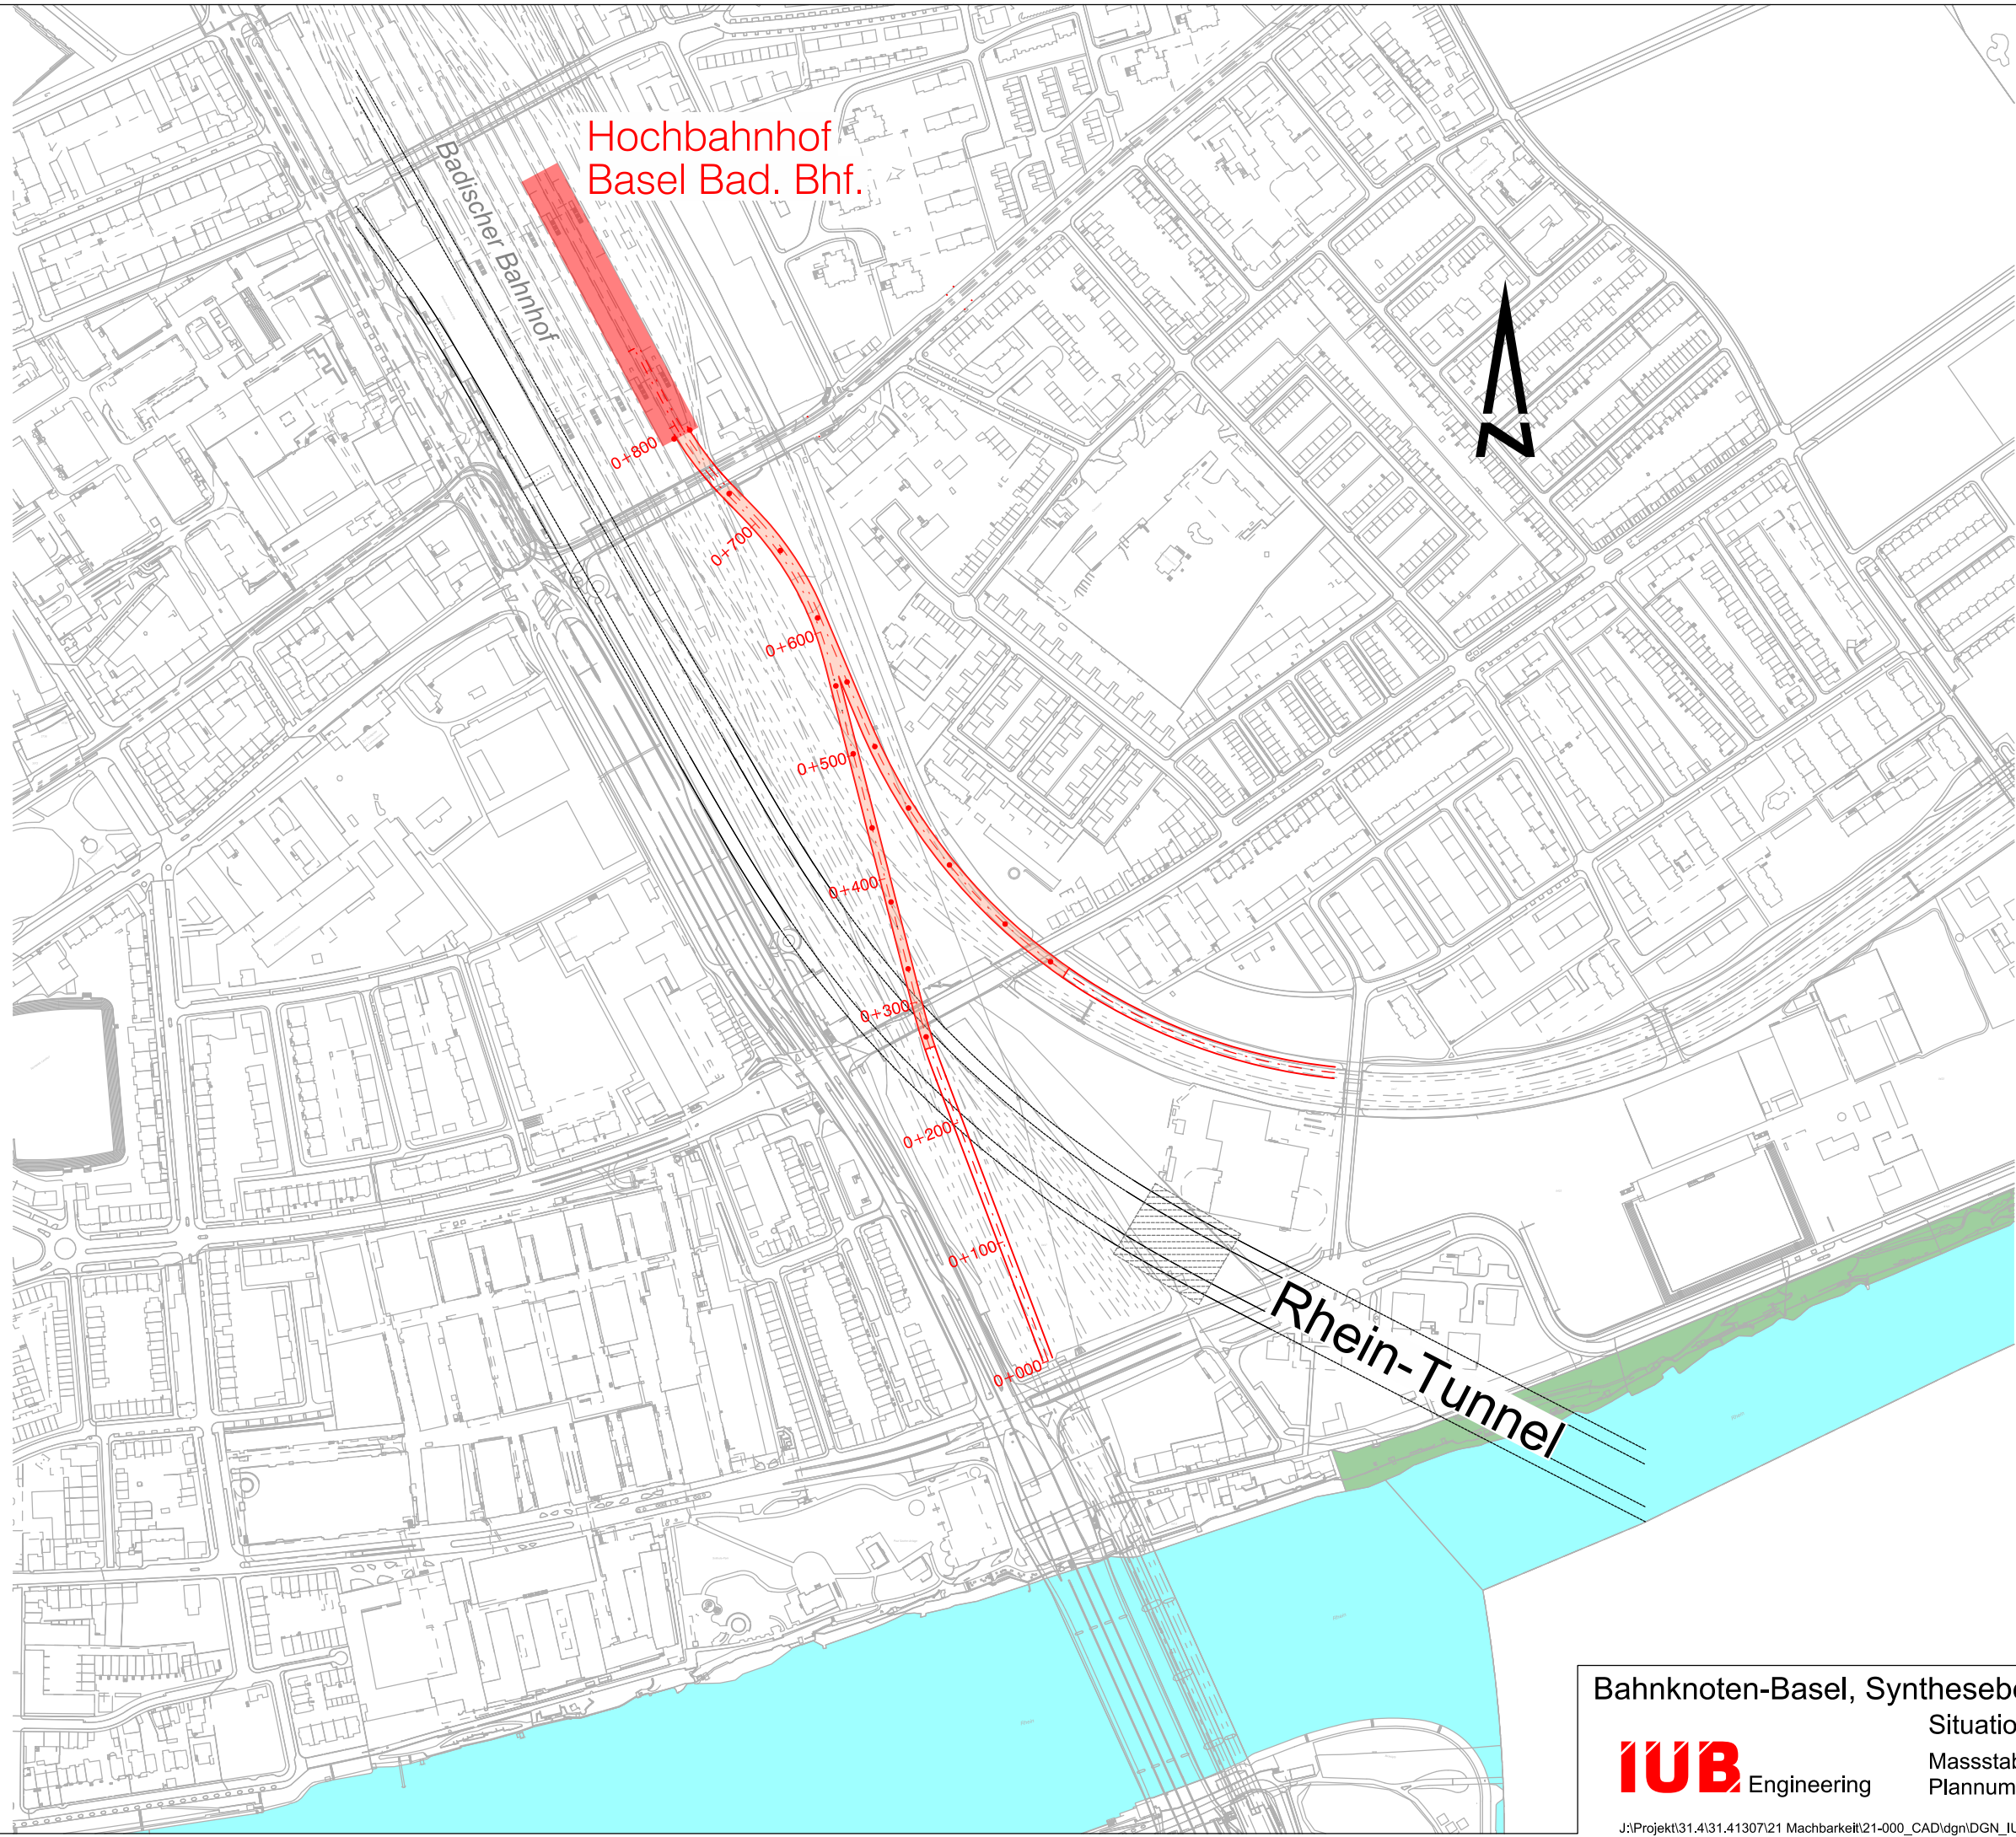 Hochbahnhof
Basel Bad. Bhf.
Badischer Bahnhof
0+800
0+700
0+600
0+500
0+400
0+300
0+200
0+100
0+000
Rhein-Tunnel
Bahnknoten-Basel, Synthesebe
Situatio
IUB Engineering
Massstab
Plannum
J:\Projekt\31.4\31.41307\21 Machbarkeit\21-000_CAD\dgn\DGN_IU